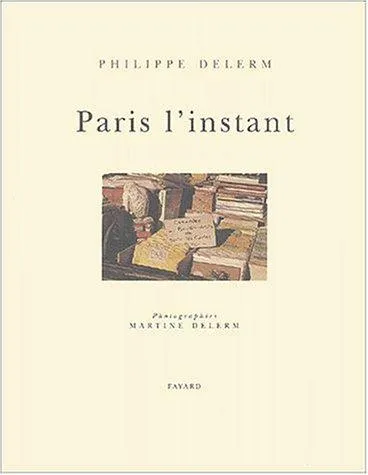 PHILIPPE DELERM
Paris l'instant
Photographies
MARTINE DELERM
FAYARD